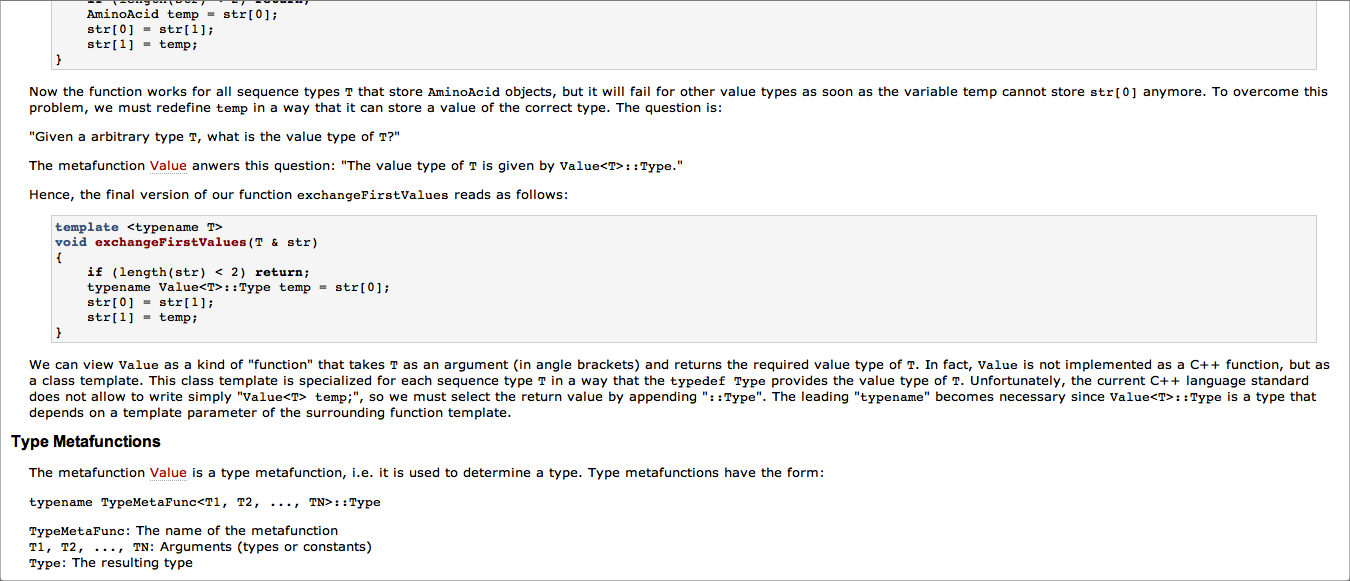 AminoAcid temp = str[0];
str[0] = str[1];
str[1] = temp;
}
Now the function works for all sequence types T that store AminoAcid objects, but it will fail for other value types as soon as the variable temp cannot store str[0] anymore. To overcome this
problem, we must redefine temp in a way that it can store a value of the correct type. The question is:
"Given a arbitrary type T, what is the value type of T?"
The metafunction Value anwers this question: "The value type of T is given by Value<T>::Type."
Hence, the final version of our function exchangeFirstValues reads as follows:
template <typename T>
void exchangeFirstValues(T & str)
{
if (length(str) < 2) return;
typename Value<T>::Type temp = str[0];
str[0] = str[1];
str[1] = temp;
}
We can view Value as a kind of "function" that takes T as an argument (in angle brackets) and returns the required value type of T. In fact, Value is not implemented as a C++ function, but as
a class template. This class template is specialized for each sequence type T in a way that the typedef Type provides the value type of T. Unfortunately, the current C++ language standard
does not allow to write simply "Value<T> temp;", so we must select the return value by appending "::Type". The leading "typename" becomes necessary since Value<T>::Type is a type that
depends on a template parameter of the surrounding function template.
Type Metafunctions
The metafunction Value is a type metafunction, i.e. it is used to determine a type. Type metafunctions have the form:
typename TypeMetaFunc<T1, T2, ..., TN>::Type
TypeMetaFunc: The name of the metafunction
T1, T2, ..., TN: Arguments (types or constants)
Type: The resulting type